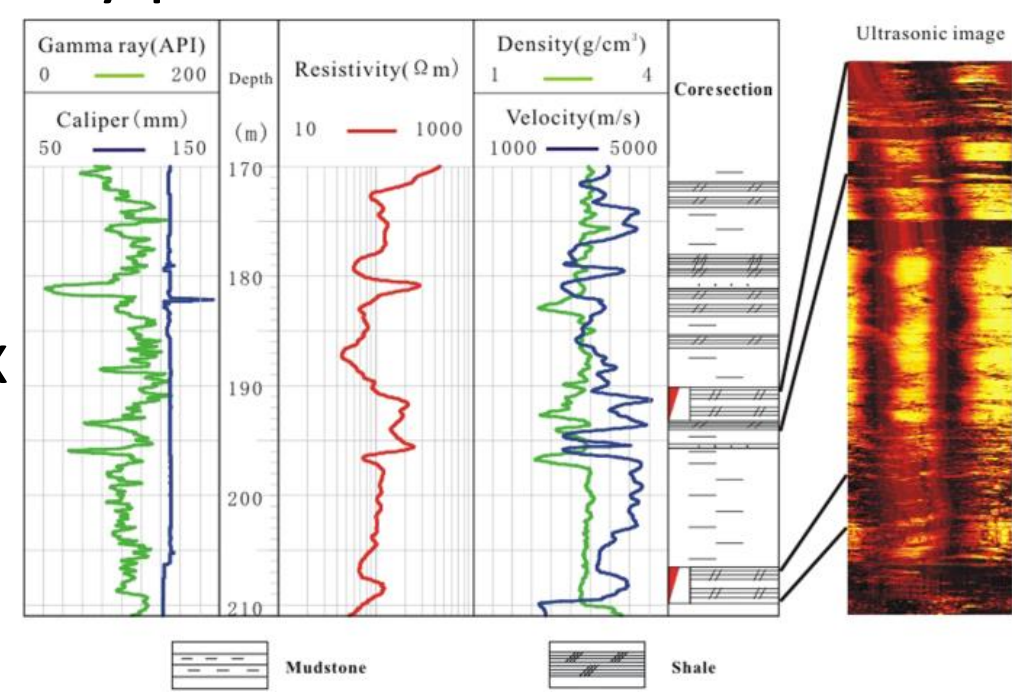 Gamma ray(API)
0 200
Caliper(mm)
50 150
Depth
(m)
170
180
190
200
210
Resistivity(Ωm)
10 1000
Density(g/cm³)
1 4
Velocity(m/s)
1000 5000
Coresection
Ultrasonic image
Mudstone
Shale